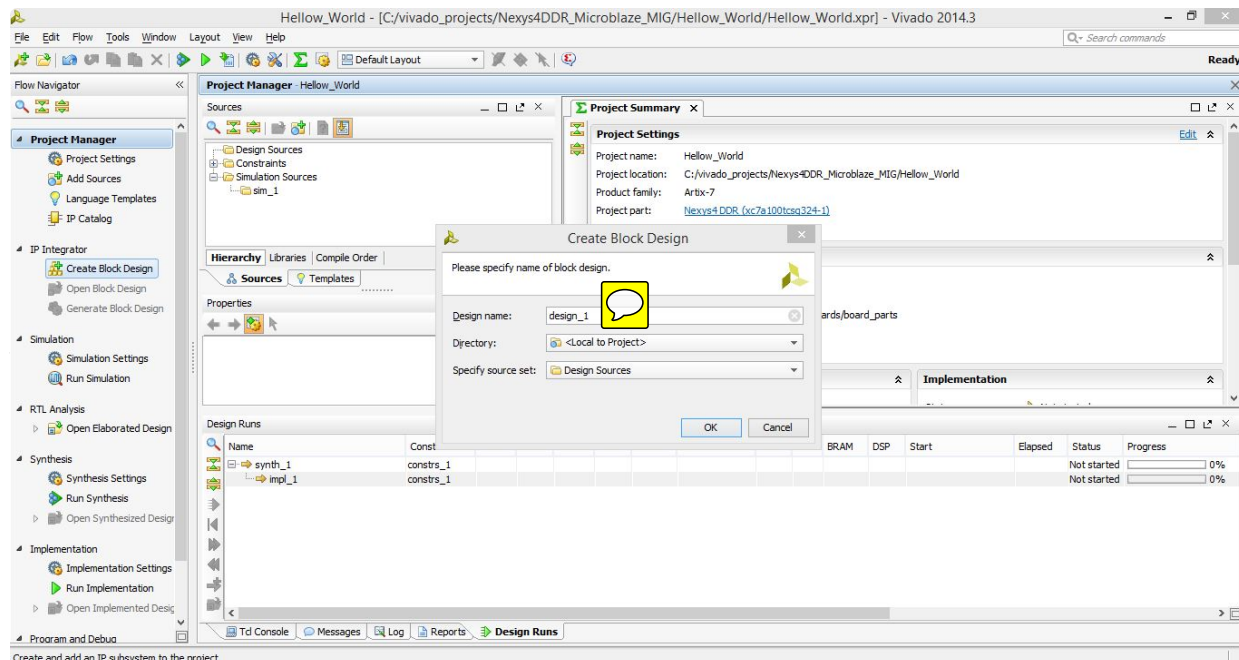 Hellow_World - [C:/vivado_projects/Nexys4DDR_Microblaze_MIG/Hellow_World/Hellow_World.xpr] - Vivado 2014.3
File Edit Flow Tools Window Layout View Help
Search commands
Default Layout
Ready
Flow Navigator
Project Manager
Project Settings
Add Sources
Language Templates
IP Catalog
IP Integrator
Create Block Design
Open Block Design
Generate Block Design
Simulation
Simulation Settings
Run Simulation
RTL Analysis
Open Elaborated Design
Synthesis
Synthesis Settings
Run Synthesis
Open Synthesized Desigr
Implementation
Implementation Settings
Run Implementation
Open Implemented Desig
Program and Debug
Project Manager - Hellow_World
Sources
Design Sources
Constraints
Simulation Sources
sim_1
Hierarchy Libraries Compile Order
Sources Templates
Properties
Project Summary
Project Settings Edit
Project name: Hellow_World
Project location: C:/vivado_projects/Nexys4DDR_Microblaze_MIG/Hellow_World
Product family: Artix-7
Project part: Nexys4 DDR (xc7a100tcsg324-1)
ards/board_parts
Implementation
Create Block Design
Please specify name of block design.
Design name: design_1
Directory: <Local to Project>
Specify source set: Design Sources
OK Cancel
Design Runs
Name Const BRAM DSP Start Elapsed Status Progress
synth_1 constrs_1 Not started 0%
impl_1 constrs_1 Not started 0%
Tcl Console Messages Log Reports Design Runs
Create and add an IP subsystem to the project